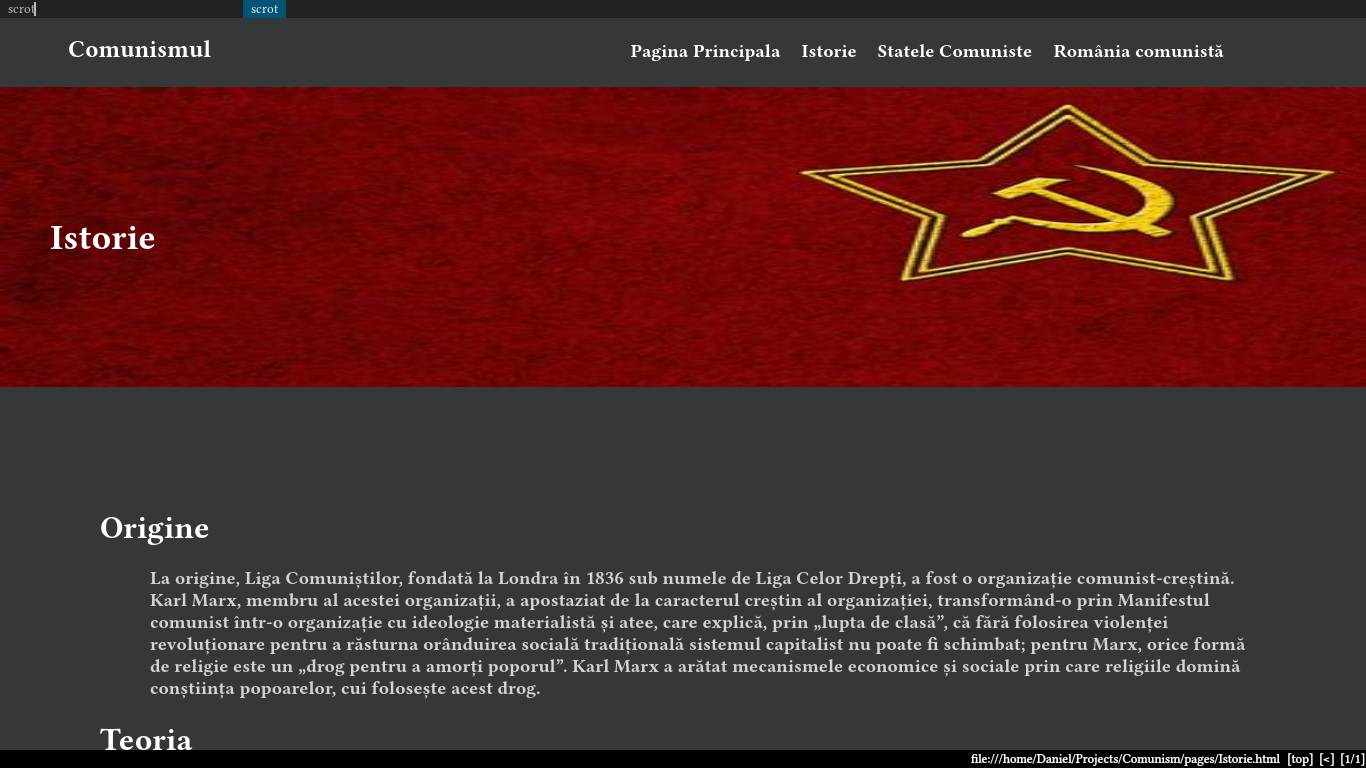 scrot scrot
Comunismul Pagina Principala Istorie Statele Comuniste România comunistă
Istorie
Origine
La origine, Liga Comuniștilor, fondată la Londra în 1836 sub numele de Liga Celor Drepți, a fost o organizație comunist-creștină.
Karl Marx, membru al acestei organizații, a apostaziat de la caracterul creștin al organizației, transformând-o prin Manifestul
comunist într-o organizație cu ideologie materialistă și atee, care explică, prin „lupta de clasă”, că fără folosirea violenței
revoluționare pentru a răsturna orânduirea socială tradițională sistemul capitalist nu poate fi schimbat; pentru Marx, orice formă
de religie este un „drog pentru a amorți poporul”. Karl Marx a arătat mecanismele economice și sociale prin care religiile domină
conștiința popoarelor, cui folosește acest drog.
Teoria
file:///home/Daniel/Projects/Comunism/pages/Istorie.html [top] [<] [1/1]